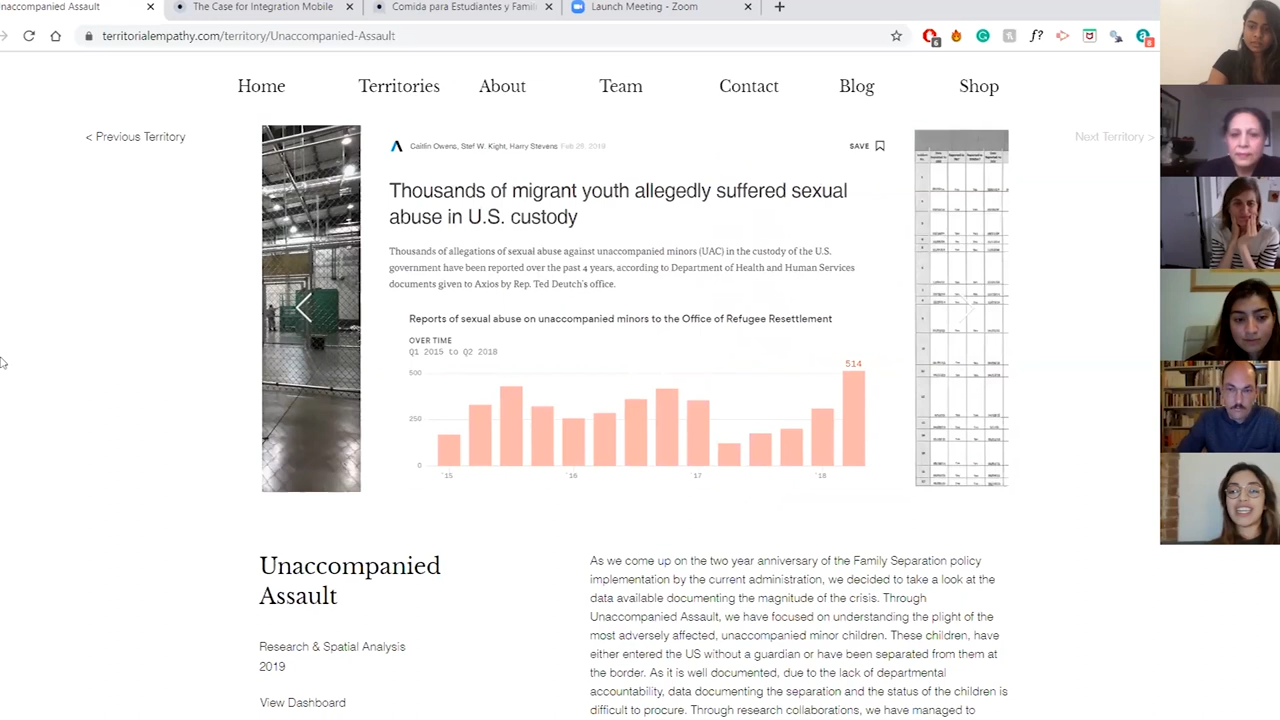 naccompanied Assault
The Case for Integration Mobile
Comida para Estudiantes y Famil
Launch Meeting - Zoom
territorialempathy.com/territory/Unaccompanied-Assault
Home Territories About Team Contact Blog Shop
< Previous Territory
Next Territory >
Caitlin Owens, Stef W. Kight, Harry Stevens Feb 26, 2019
SAVE
Thousands of migrant youth allegedly suffered sexual
abuse in U.S. custody
Thousands of allegations of sexual abuse against unaccompanied minors (UAC) in the custody of the U.S.
government have been reported over the past 4 years, according to Department of Health and Human Services
documents given to Axios by Rep. Ted Deutch's office.
Reports of sexual abuse on unaccompanied minors to the Office of Refugee Resettlement
OVER TIME
Q1 2015 to Q2 2018
514
500
250
0
'15 '16 '17 '18
Unaccompanied
Assault
Research & Spatial Analysis
2019
View Dashboard
As we come up on the two year anniversary of the Family Separation policy
implementation by the current administration, we decided to take a look at the
data available documenting the magnitude of the crisis. Through
Unaccompanied Assault, we have focused on understanding the plight of the
most adversely affected, unaccompanied minor children. These children, have
either entered the US without a guardian or have been separated from them at
the border. As it is well documented, due to the lack of departmental
accountability, data documenting the separation and the status of the children is
difficult to procure. Through research collaborations, we have managed to